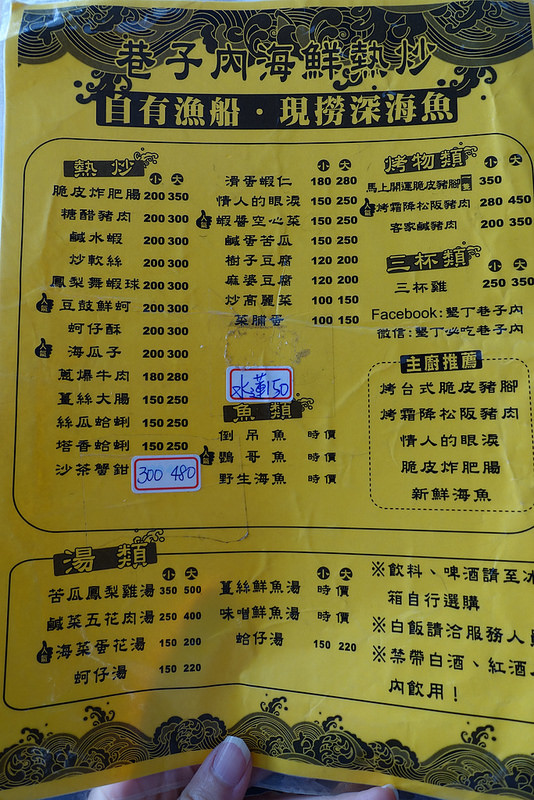 巷子內海鮮熱炒
自有漁船・現撈深海魚
熱炒 小 大
脆皮炸肥腸 200 350
糖醋豬肉 200 300
鹹水蝦 200 300
炒軟絲 200 300
鳳梨舞蝦球 200 300
豆鼓鮮蚵 200 300
蚵仔酥 200 300
海瓜子 200 300
蔥爆牛肉 180 280
薑絲大腸 150 250
絲瓜蛤蜊 150 250
塔香蛤蜊 150 250
沙茶蟹鉗 300 480
小 大
滑蛋蝦仁 180 280
情人的眼淚 150 250
蝦醬空心菜 150 250
鹹蛋苦瓜 150 250
樹子豆腐 120 200
麻婆豆腐 120 200
炒高麗菜 100 150
菜脯蛋 100 150
水蓮150
魚類
倒吊魚 時價
鸚哥魚 時價
野生海魚 時價
烤物類 小 大
馬上開運脆皮豬腳 350
烤霜降松阪豬肉 280 450
客家鹹豬肉 200 350
三杯類 小 大
三杯雞 250 350
Facebook:墾丁巷子內
微信:墾丁必吃巷子內
主廚推薦
烤台式脆皮豬腳
烤霜降松阪豬肉
情人的眼淚
脆皮炸肥腸
新鮮海魚
湯類 小 大
苦瓜鳳梨雞湯 350 500
鹹菜五花肉湯 250 400
海菜蛋花湯 150 200
蚵仔湯 150 220
小 大
薑絲鮮魚湯 時價
味噌鮮魚湯 時價
蛤仔湯 150 220
※飲料、啤酒請至冰
箱自行選購
※白飯請洽服務人員
※禁帶白酒、紅酒、
內飲用！